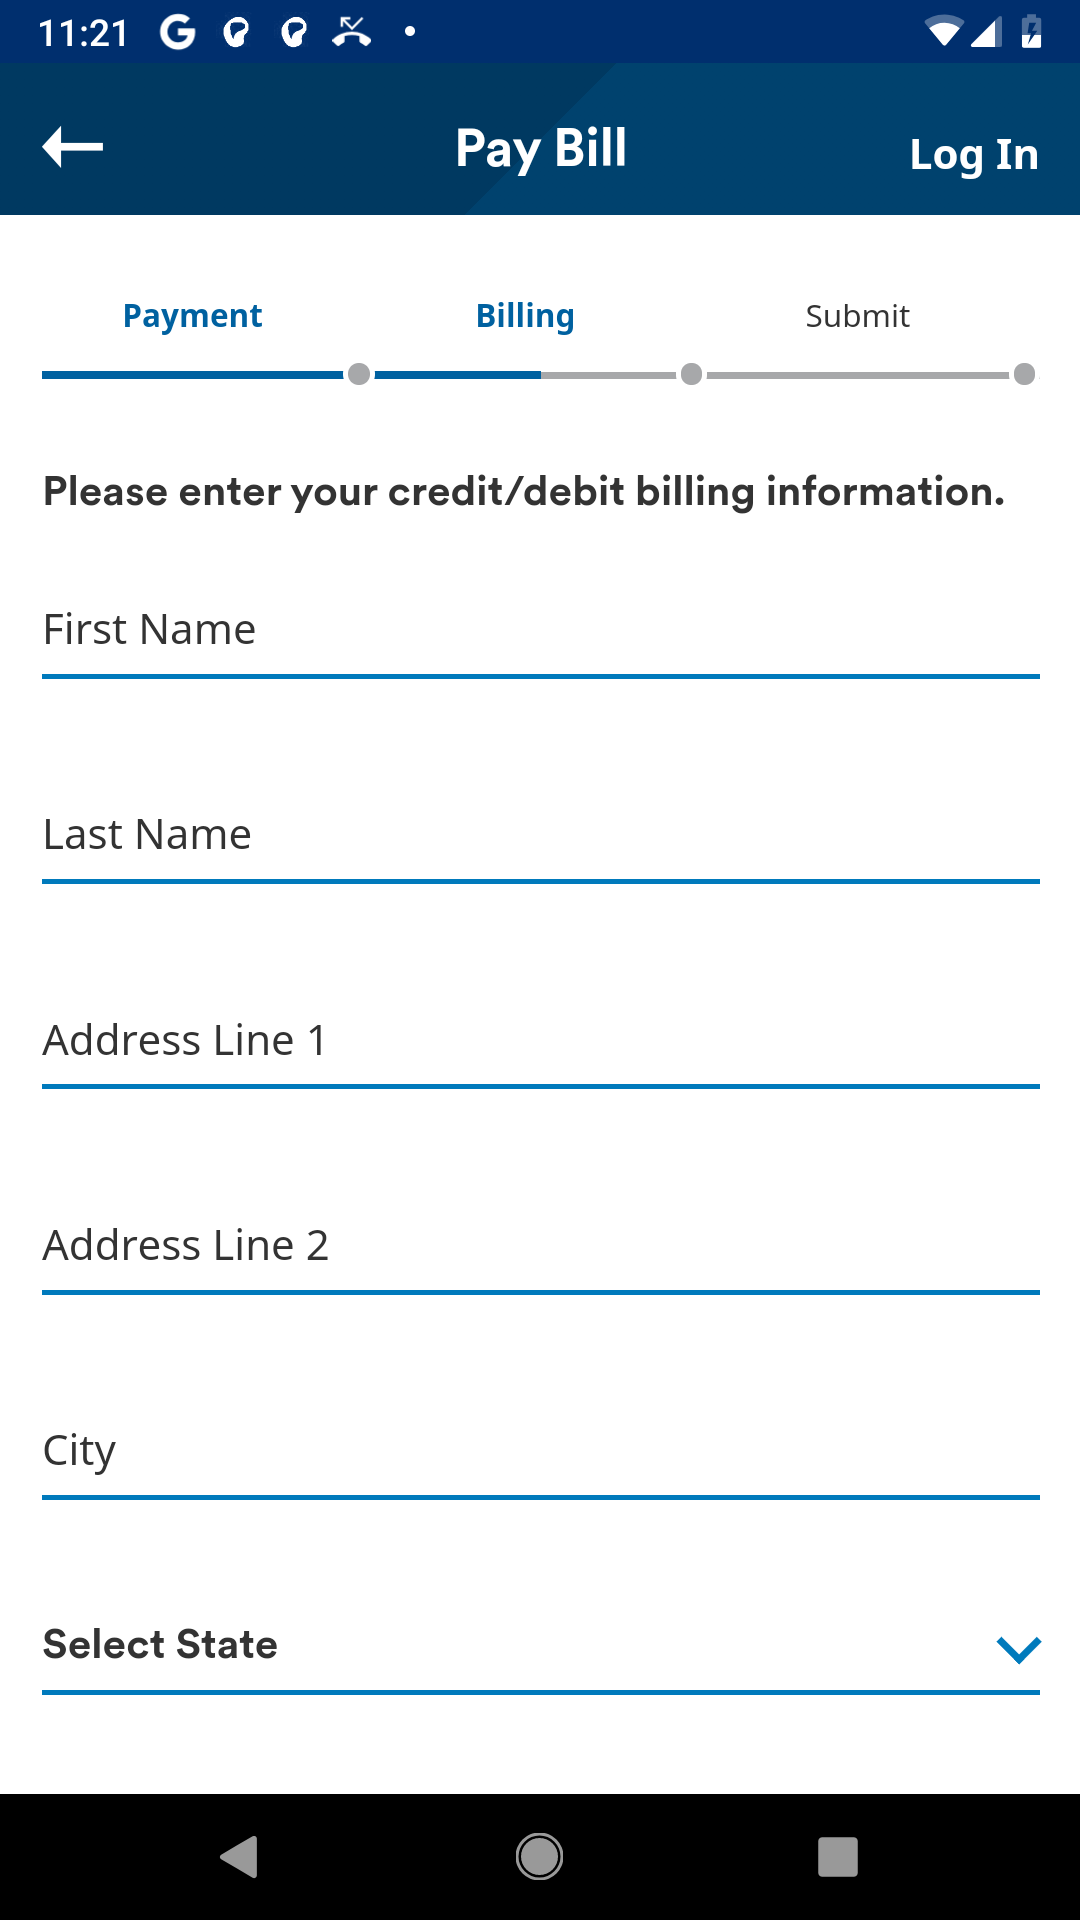 11:21
Pay Bill
Log In
Payment Billing Submit
Please enter your credit/debit billing information.
First Name
Last Name
Address Line 1
Address Line 2
City
Select State